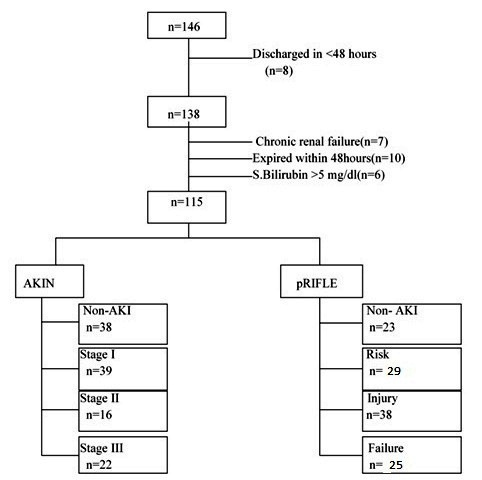 n=146
Discharged in <48 hours
(n=8)
n=138
Chronic renal failure(n=7)
Expired within 48hours(n=10)
S.Bilirubin >5 mg/dl(n=6)
n=115
AKIN
Non-AKI
n=38
Stage I
n=39
Stage II
n=16
Stage III
n=22
pRIFLE
Non- AKI
n=23
Risk
n= 29
Injury
n=38
Failure
n= 25